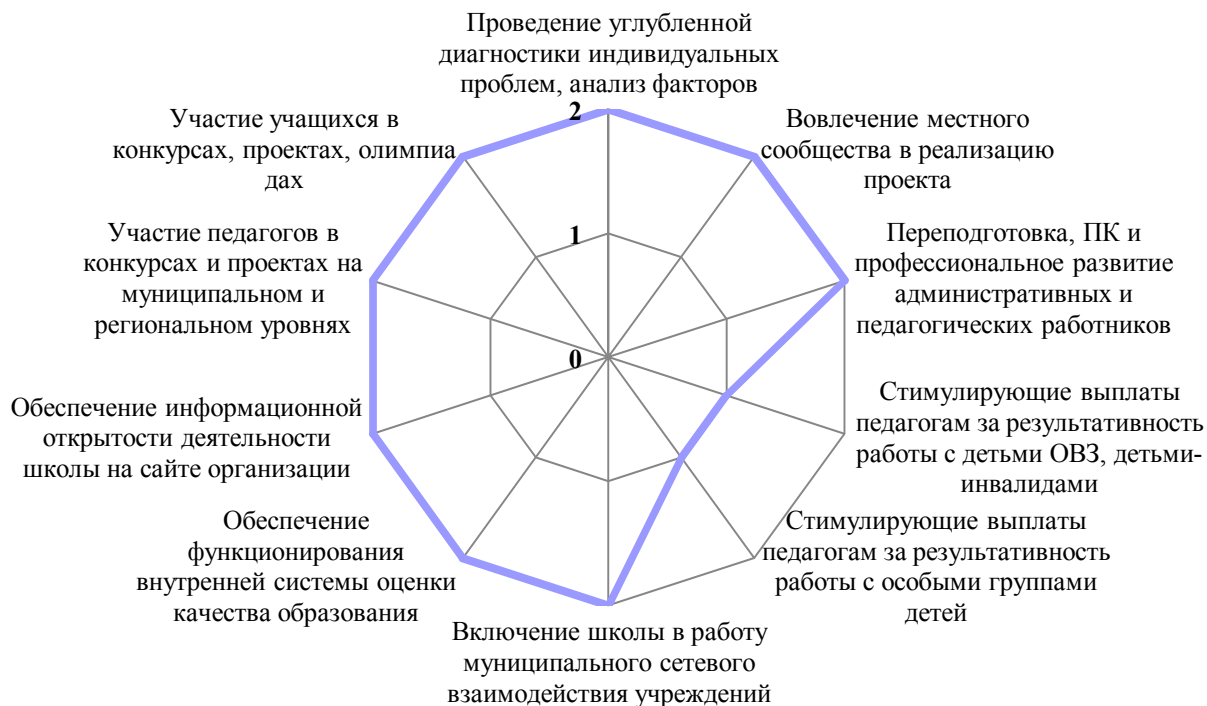 Проведение углубленной
диагностики индивидуальных
проблем, анализ факторов
2
Вовлечение местного
сообщества в реализацию
проекта
Переподготовка, ПК и
профессиональное развитие
административных и
педагогических работников
Стимулирующие выплаты
педагогам за результативность
работы с детьми ОВЗ, детьми-
инвалидами
Стимулирующие выплаты
педагогам за результативность
работы с особыми группами
детей
Включение школы в работу
муниципального сетевого
взаимодействия учреждений
Обеспечение
функционирования
внутренней системы оценки
качества образования
Обеспечение информационной
открытости деятельности
школы на сайте организации
Участие педагогов в
конкурсах и проектах на
муниципальном и
региональном уровнях
Участие учащихся в
конкурсах, проектах, олимпиа
дах
1
0